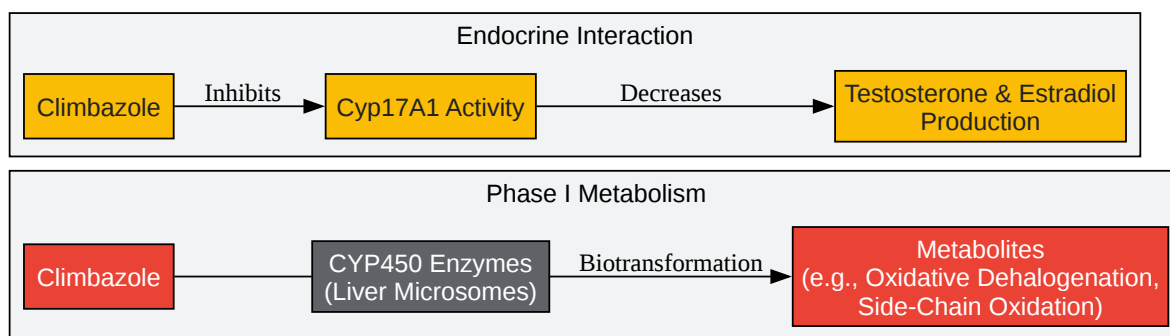 Endocrine Interaction
Climbazole
Inhibits
Cyp17A1 Activity
Decreases
Testosterone & Estradiol
Production
Phase I Metabolism
Climbazole
CYP450 Enzymes
(Liver Microsomes)
Biotransformation
Metabolites
(e.g., Oxidative Dehalogenation,
Side-Chain Oxidation)